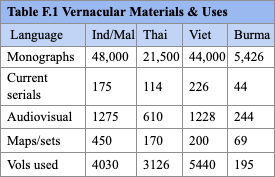 Table F.1 Vernacular Materials & Uses
Language Ind/Mal Thai Viet Burma
Monographs 48,000 21,500 44,000 5,426
Current
serials 175 114 226 44
Audiovisual 1275 610 1228 244
Maps/sets 450 170 200 69
Vols used 4030 3126 5440 195